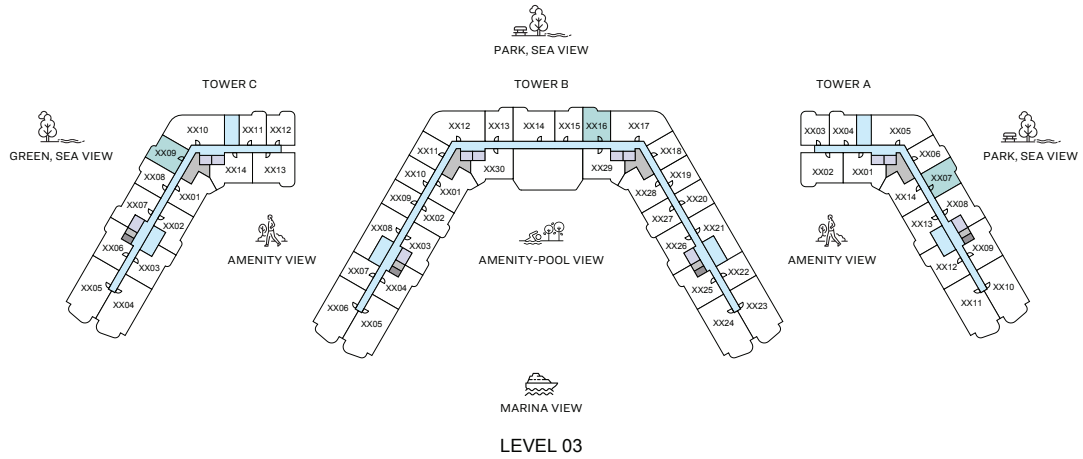 PARK, SEA VIEW
TOWER C
TOWER B
TOWER A
GREEN, SEA VIEW
PARK, SEA VIEW
XX10
XX11
XX12
XX09
XX08
XX14
XX13
XX07
XX01
XX02
XX06
XX03
XX05
XX04
AMENITY VIEW
XX12
XX13
XX14
XX15
XX16
XX17
XX11
XX30
XX29
XX18
XX10
XX01
XX28
XX19
XX09
XX02
XX27
XX20
XX08
XX03
XX26
XX21
XX07
XX04
XX25
XX22
XX06
XX05
XX24
XX23
AMENITY-POOL VIEW
XX03
XX04
XX05
XX02
XX01
XX06
XX07
XX14
XX08
XX13
XX09
XX12
XX10
XX11
AMENITY VIEW
MARINA VIEW
LEVEL 03